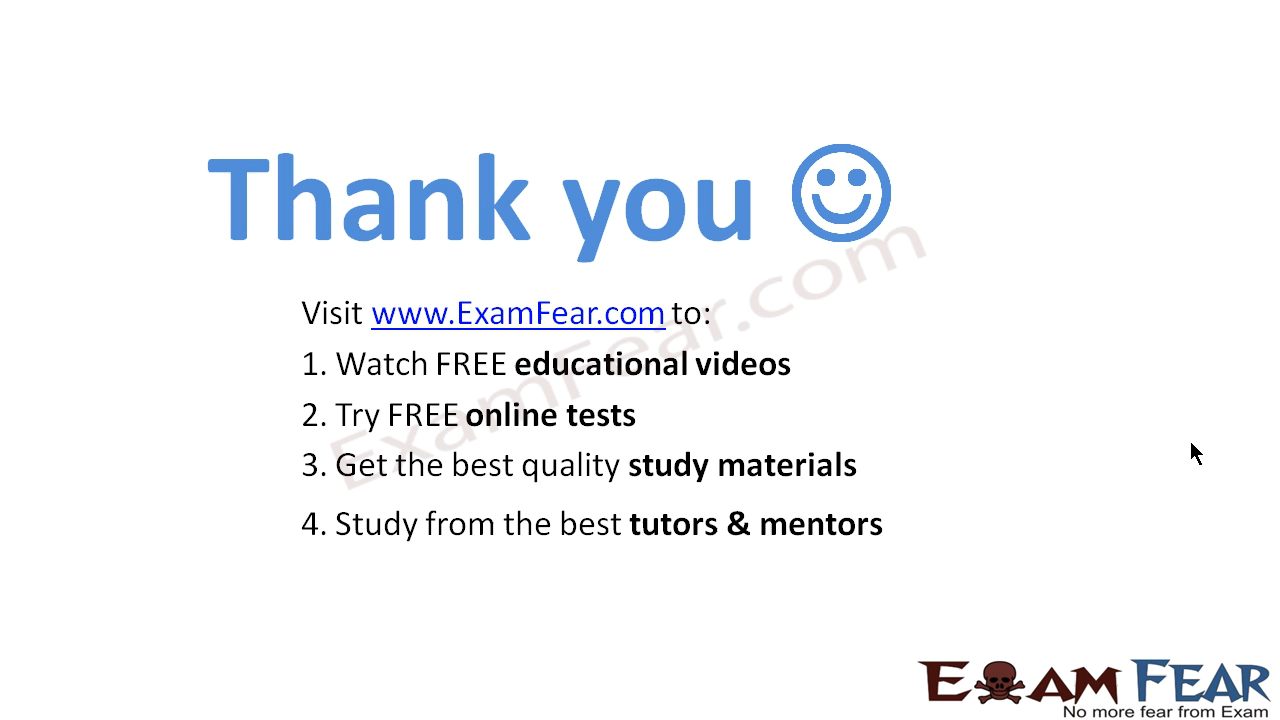 Thank you
Visit www.ExamFear.com to:
1. Watch FREE educational videos
2. Try FREE online tests
3. Get the best quality study materials
4. Study from the best tutors & mentors
ExamFear.com
EXAM FEAR
No more fear from Exam